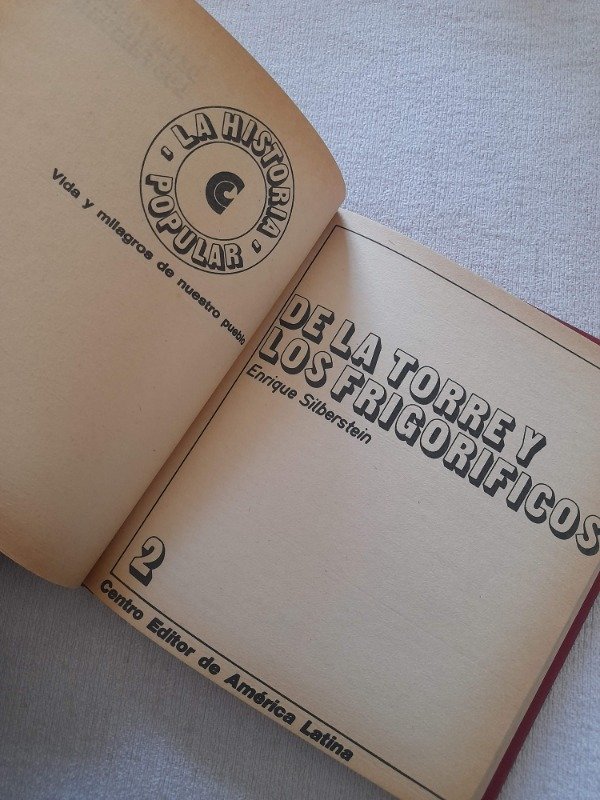 LA HISTORIA
POPULAR
Vida y milagros de nuestro pueblo
DE LA TORRE Y
LOS FRIGORIFICOS
Enrique Silberstein
2
Centro Editor de América Latina